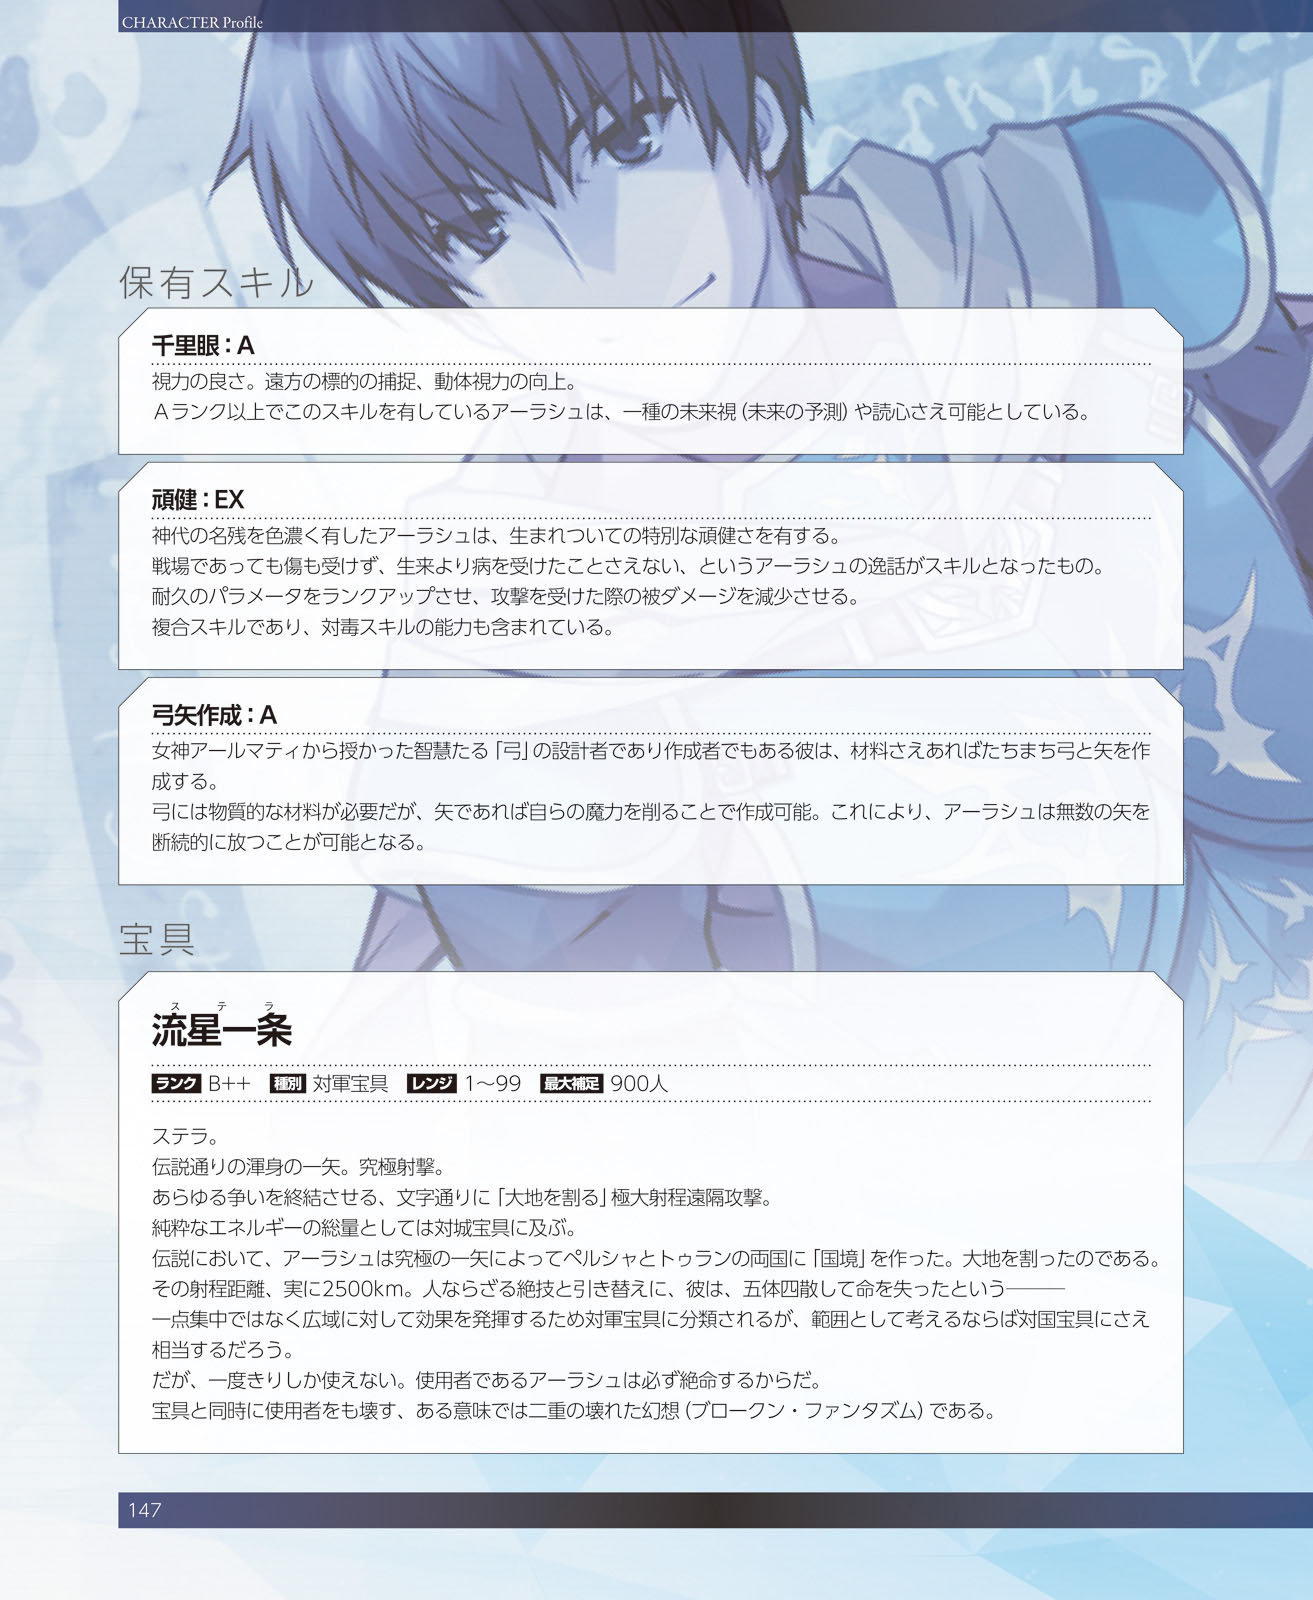 CHARACTER Profile
保有スキル
千里眼：A
視力の良さ。遠方の標的の捕捉、動体視力の向上。
Ａランク以上でこのスキルを有しているアーラシュは、一種の未来視（未来の予測）や読心さえ可能としている。
頑健：EX
神代の名残を色濃く有したアーラシュは、生まれついての特別な頑健さを有する。
戦場であっても傷も受けず、生来より病を受けたことさえない、というアーラシュの逸話がスキルとなったもの。
耐久のパラメータをランクアップさせ、攻撃を受けた際の被ダメージを減少させる。
複合スキルであり、対毒スキルの能力も含まれている。
弓矢作成：A
女神アールマティから授かった智慧たる「弓」の設計者であり作成者でもある彼は、材料さえあればたちまち弓と矢を作
成する。
弓には物質的な材料が必要だが、矢であれば自らの魔力を削ることで作成可能。これにより、アーラシュは無数の矢を
断続的に放つことが可能となる。
宝具
ステラ
流星一条
ランク B++ 種別 対軍宝具 レンジ 1～99 最大補足 900人
ステラ。
伝説通りの渾身の一矢。究極射撃。
あらゆる争いを終結させる、文字通りに「大地を割る」極大射程遠隔攻撃。
純粋なエネルギーの総量としては対城宝具に及ぶ。
伝説において、アーラシュは究極の一矢によってペルシャとトゥランの両国に「国境」を作った。大地を割ったのである。
その射程距離、実に2500km。人ならざる絶技と引き替えに、彼は、五体四散して命を失ったという───
一点集中ではなく広域に対して効果を発揮するため対軍宝具に分類されるが、範囲として考えるならば対国宝具にさえ
相当するだろう。
だが、一度きりしか使えない。使用者であるアーラシュは必ず絶命するからだ。
宝具と同時に使用者をも壊す、ある意味では二重の壊れた幻想（ブロークン・ファンタズム）である。
147